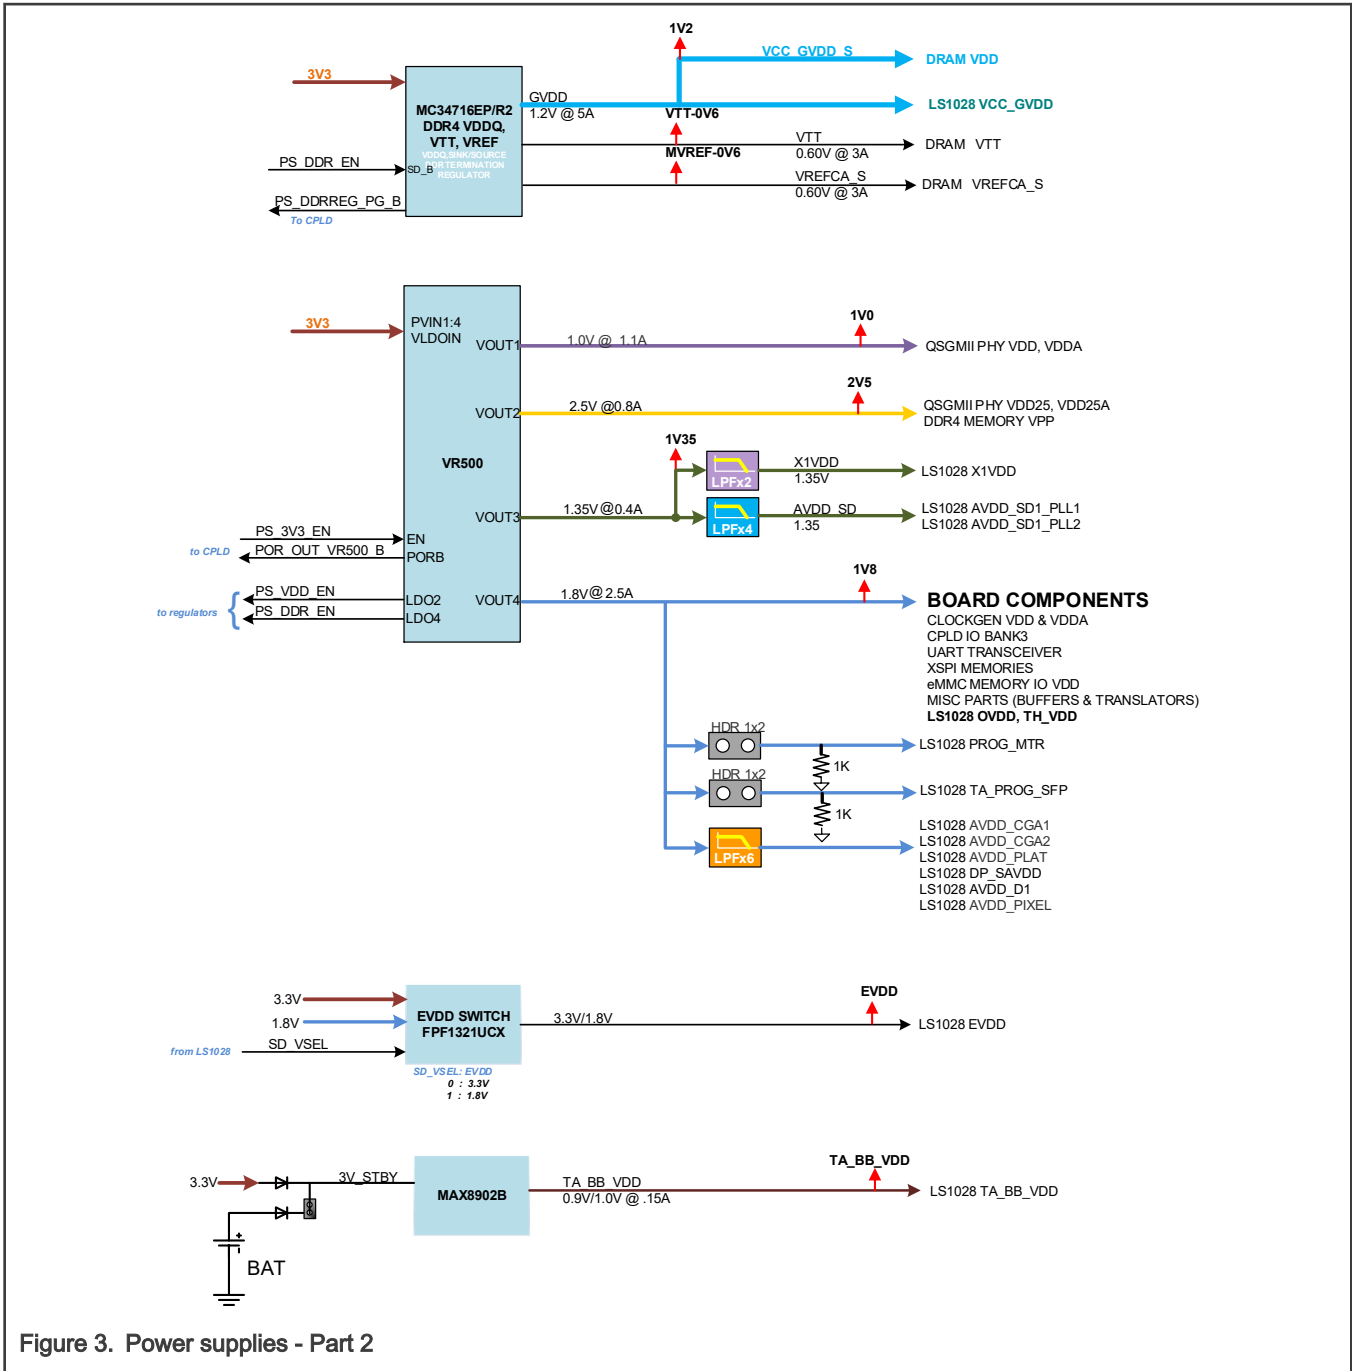 1V2
VCC_GVDD_S
DRAM VDD
3V3
MC34716EP/R2
DDR4 VDDQ,
VTT, VREF
VDDQ,SINK/SOURCE
DDR TERMINATION
REGULATOR
GVDD
1.2V @ 5A
LS1028 VCC_GVDD
VTT-0V6
VTT
0.60V @ 3A
DRAM VTT
MVREF-0V6
PS_DDR_EN
SD_B
VREFCA_S
0.60V @ 3A
DRAM VREFCA_S
PS_DDRREG_PG_B
To CPLD
3V3
PVIN1:4
VLDOIN
VOUT1
1.0V @ 1.1A
1V0
QSGMII PHY VDD, VDDA
VOUT2
2.5V @0.8A
2V5
QSGMII PHY VDD25, VDD25A
DDR4 MEMORY VPP
VR500
1V35
LPFx2
X1VDD
1.35V
LS1028 X1VDD
VOUT3
1.35V@0.4A
LPFx4
AVDD_SD
1.35
LS1028 AVDD_SD1_PLL1
LS1028 AVDD_SD1_PLL2
PS_3V3_EN
EN
to CPLD
POR_OUT_VR500_B
PORB
PS_VDD_EN
LDO2
to regulators
PS_DDR_EN
LDO4
VOUT4
1.8V@ 2.5A
1V8
BOARD COMPONENTS
CLOCKGEN VDD & VDDA
CPLD IO BANK3
UART TRANSCEIVER
XSPI MEMORIES
eMMC MEMORY IO VDD
MISC PARTS (BUFFERS & TRANSLATORS)
LS1028 OVDD, TH_VDD
HDR 1x2
1K
LS1028 PROG_MTR
HDR 1x2
1K
LS1028 TA_PROG_SFP
LPFx6
LS1028 AVDD_CGA1
LS1028 AVDD_CGA2
LS1028 AVDD_PLAT
LS1028 DP_SAVDD
LS1028 AVDD_D1
LS1028 AVDD_PIXEL
3.3V
1.8V
from LS1028
SD_VSEL
EVDD SWITCH
FPF1321UCX
SD_VSEL: EVDD
0 : 3.3V
1 : 1.8V
3.3V/1.8V
EVDD
LS1028 EVDD
3.3V
3V_STBY
MAX8902B
TA_BB_VDD
0.9V/1.0V @ .15A
TA_BB_VDD
LS1028 TA_BB_VDD
+
BAT
Figure 3. Power supplies - Part 2